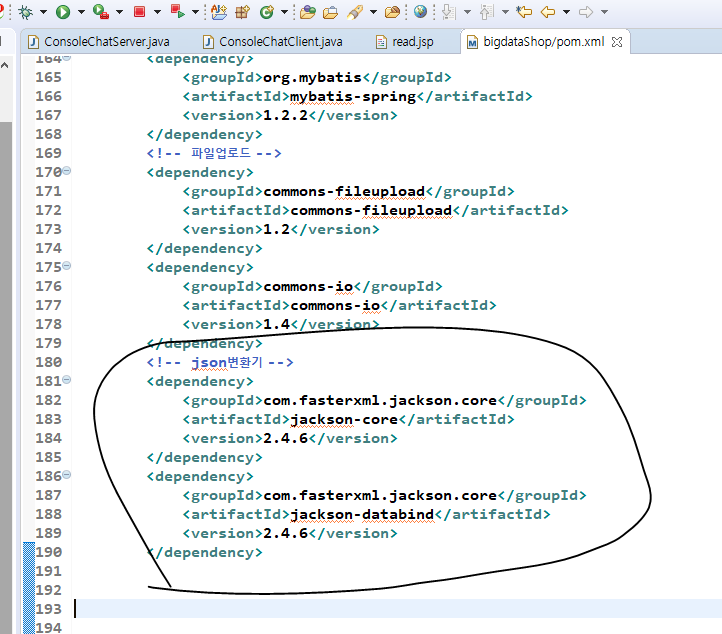 ConsoleChatServer.java ConsoleChatClient.java read.jsp bigdataShop/pom.xml
164 <dependency>
165 <groupId>org.mybatis</groupId>
166 <artifactId>mybatis-spring</artifactId>
167 <version>1.2.2</version>
168 </dependency>
169 <!-- 파일업로드 -->
170 <dependency>
171 <groupId>commons-fileupload</groupId>
172 <artifactId>commons-fileupload</artifactId>
173 <version>1.2</version>
174 </dependency>
175 <dependency>
176 <groupId>commons-io</groupId>
177 <artifactId>commons-io</artifactId>
178 <version>1.4</version>
179 </dependency>
180 <!-- json변환기 -->
181 <dependency>
182 <groupId>com.fasterxml.jackson.core</groupId>
183 <artifactId>jackson-core</artifactId>
184 <version>2.4.6</version>
185 </dependency>
186 <dependency>
187 <groupId>com.fasterxml.jackson.core</groupId>
188 <artifactId>jackson-databind</artifactId>
189 <version>2.4.6</version>
190 </dependency>
191
192
193
194